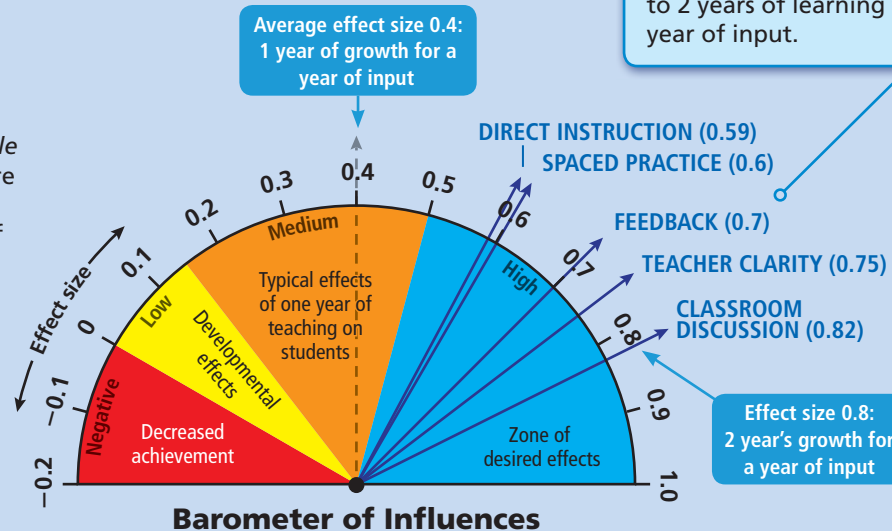 Average effect size 0.4:
1 year of growth for a
year of input
to 2 years of learning
year of input.
DIRECT INSTRUCTION (0.59)
SPACED PRACTICE (0.6)
FEEDBACK (0.7)
TEACHER CLARITY (0.75)
CLASSROOM
DISCUSSION (0.82)
Effect size
−0.2
−0.1
0
0.1
0.2
0.3
0.4
0.5
0.6
0.7
0.8
0.9
1.0
Negative
Low
Medium
High
Decreased
achievement
Developmental
effects
Typical effects
of one year of
teaching on
students
Zone of
desired effects
Effect size 0.8:
2 year's growth for
a year of input
Barometer of Influences